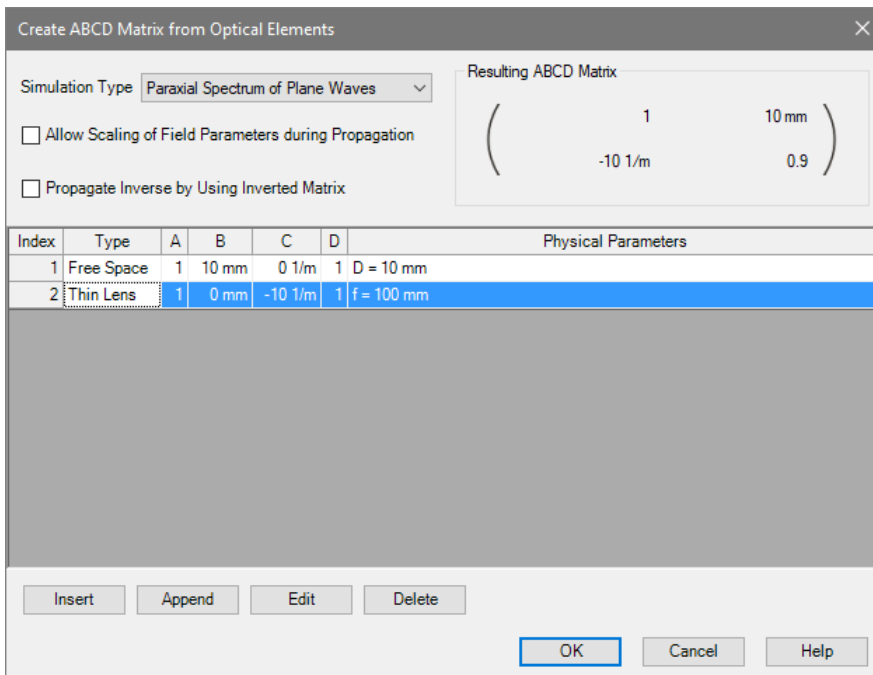 Create ABCD Matrix from Optical Elements
Simulation Type Paraxial Spectrum of Plane Waves
Allow Scaling of Field Parameters during Propagation
Propagate Inverse by Using Inverted Matrix
Resulting ABCD Matrix
1 10 mm
-10 1/m 0.9
Index Type A B C D Physical Parameters
1 Free Space 1 10 mm 0 1/m 1 D = 10 mm
2 Thin Lens 1 0 mm -10 1/m 1 f = 100 mm
Insert Append Edit Delete
OK Cancel Help